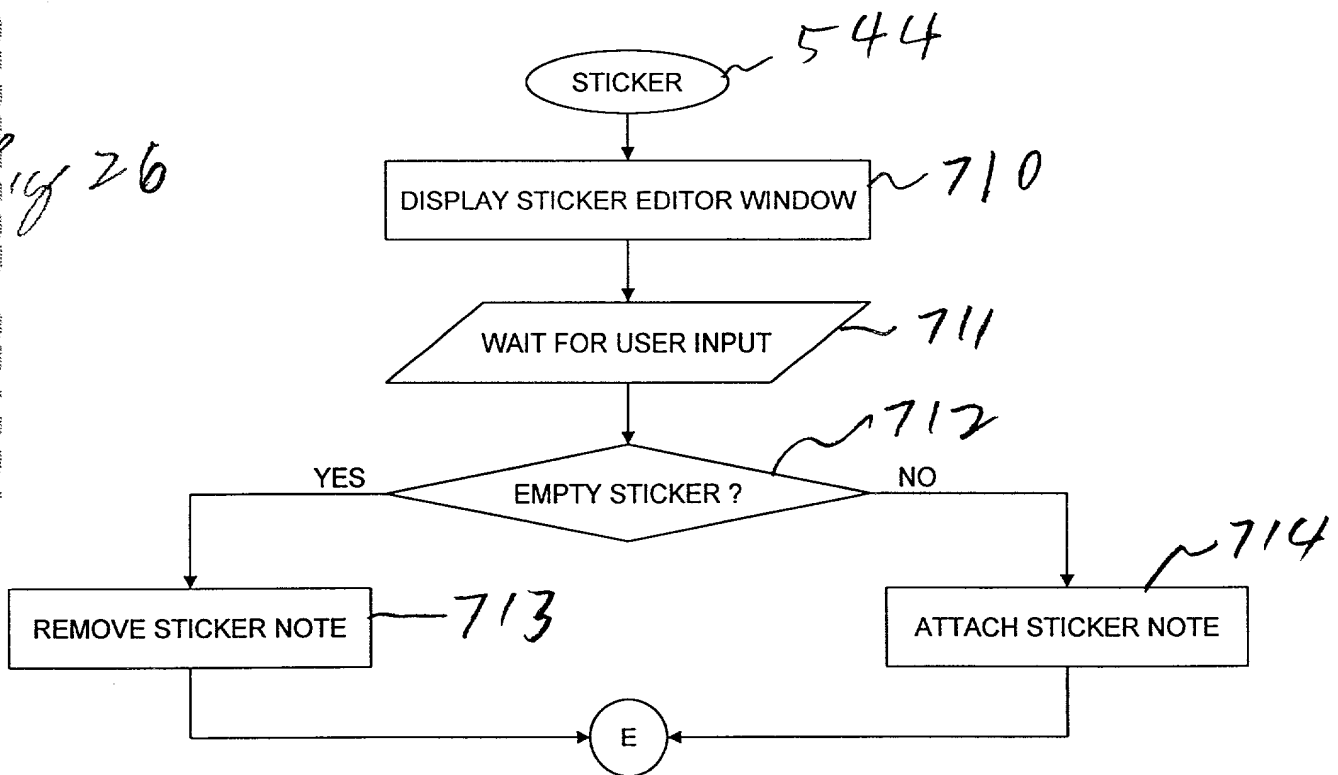 544
STICKER
Fig 26
DISPLAY STICKER EDITOR WINDOW
710
WAIT FOR USER INPUT
711
712
YES
EMPTY STICKER ?
NO
714
REMOVE STICKER NOTE
713
ATTACH STICKER NOTE
E